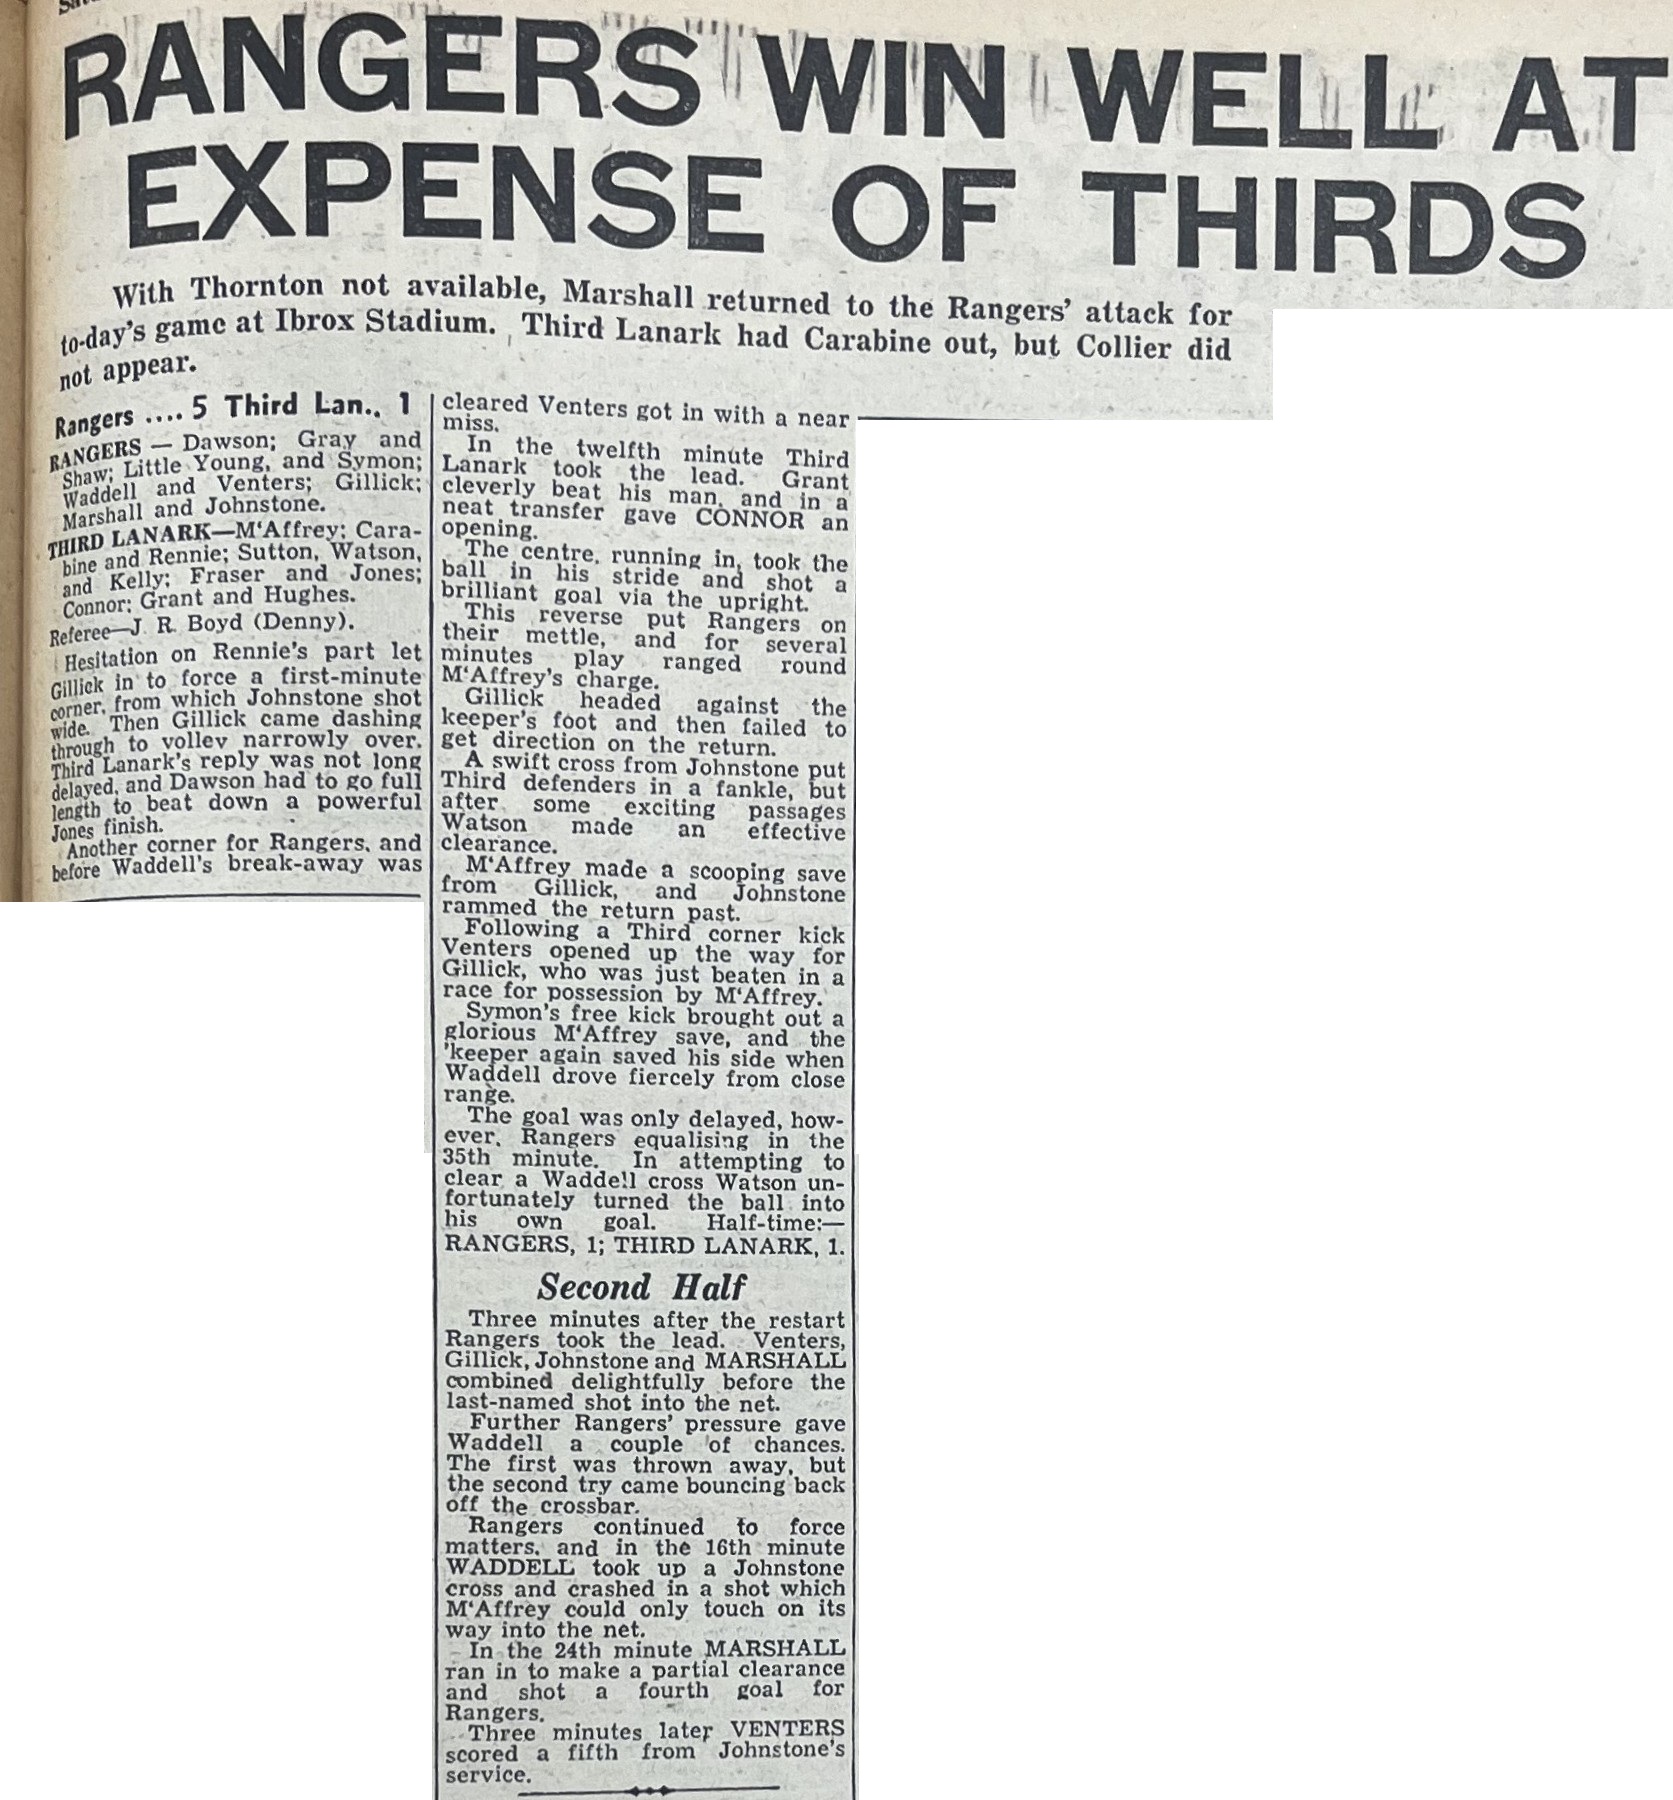 RANGERS WIN WELL AT
EXPENSE OF THIRDS
With Thornton not available, Marshall returned to the Rangers' attack for
to-day's game at Ibrox Stadium. Third Lanark had Carabine out, but Collier did
not appear.
Rangers .... 5 Third Lan.. 1
RANGERS — Dawson; Gray and
Shaw; Little Young, and Symon;
Waddell and Venters; Gillick;
Marshall and Johnstone.
THIRD LANARK—M'Affrey; Cara-
bine and Rennie; Sutton, Watson,
and Kelly; Fraser and Jones;
Connor; Grant and Hughes.
Referee—J. R. Boyd (Denny).
Hesitation on Rennie's part let
Gillick in to force a first-minute
corner, from which Johnstone shot
wide. Then Gillick came dashing
through to volley narrowly over.
Third Lanark's reply was not long
delayed, and Dawson had to go full
length to beat down a powerful
Jones finish.
Another corner for Rangers, and
before Waddell's break-away was
cleared Venters got in with a near
miss.
In the twelfth minute Third
Lanark took the lead. Grant
cleverly beat his man, and in a
neat transfer gave CONNOR an
opening.
The centre, running in, took the
ball in his stride and shot a
brilliant goal via the upright.
This reverse put Rangers on
their mettle, and for several
minutes play ranged round
M'Affrey's charge.
Gillick headed against the
keeper's foot and then failed to
get direction on the return.
A swift cross from Johnstone put
Third defenders in a fankle, but
after some exciting passages
Watson made an effective
clearance.
M'Affrey made a scooping save
from Gillick, and Johnstone
rammed the return past.
Following a Third corner kick
Venters opened up the way for
Gillick, who was just beaten in a
race for possession by M'Affrey.
Symon's free kick brought out a
glorious M'Affrey save, and the
'keeper again saved his side when
Waddell drove fiercely from close
range.
The goal was only delayed, how-
ever, Rangers equalising in the
35th minute. In attempting to
clear a Waddell cross Watson un-
fortunately turned the ball into
his own goal. Half-time:—
RANGERS, 1; THIRD LANARK, 1.
Second Half
Three minutes after the restart
Rangers took the lead. Venters,
Gillick, Johnstone and MARSHALL
combined delightfully before the
last-named shot into the net.
Further Rangers' pressure gave
Waddell a couple of chances.
The first was thrown away, but
the second try came bouncing back
off the crossbar.
Rangers continued to force
matters, and in the 16th minute
WADDELL took up a Johnstone
cross and crashed in a shot which
M'Affrey could only touch on its
way into the net.
In the 24th minute MARSHALL
ran in to make a partial clearance
and shot a fourth goal for
Rangers.
Three minutes later VENTERS
scored a fifth from Johnstone's
service.